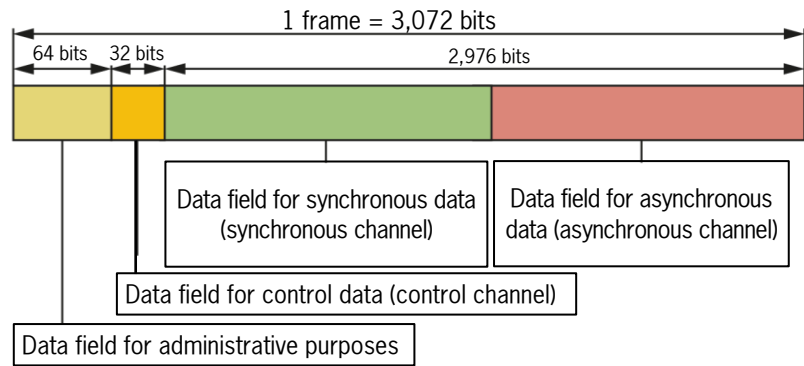 1 frame = 3,072 bits
64 bits
32 bits
2,976 bits
Data field for synchronous data
(synchronous channel)
Data field for asynchronous
data (asynchronous channel)
Data field for control data (control channel)
Data field for administrative purposes